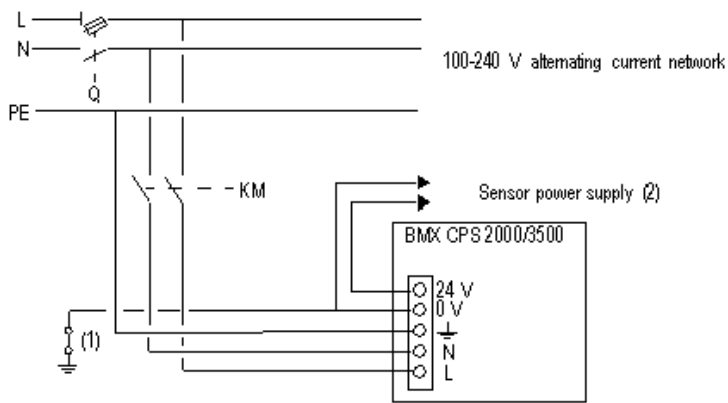 L
N
100-240 V alternating current network
Q
PE
KM
Sensor power supply (2)
BMX CPS 2000/3500
24 V
0 V
(1)
N
L